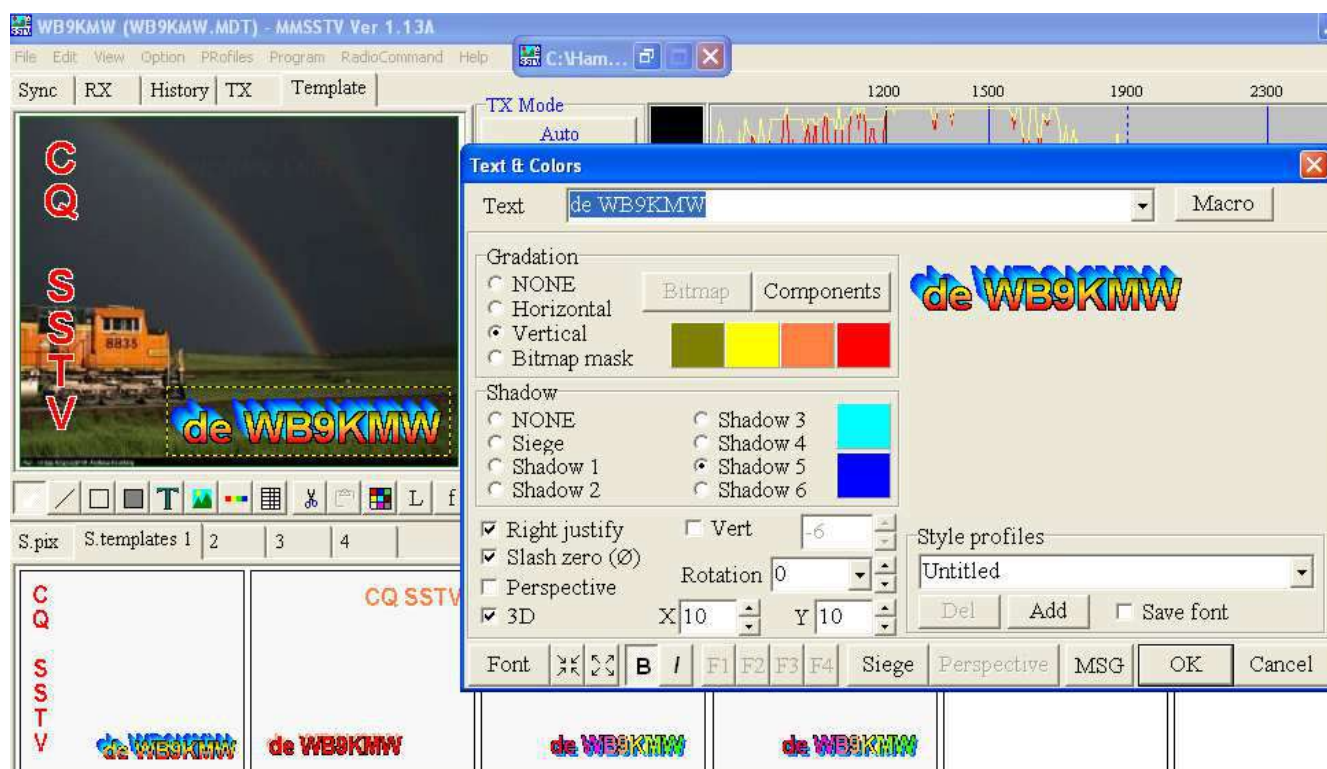 WB9KMW (WB9KMW.MDT) - MMSSTV Ver 1.13A
File Edit View Option PRofiles Program RadioCommand Help
C:\Ham...
Sync RX History TX Template
TX Mode
Auto
1200 1500 1900 2300
C
Q
S
S
T
V
8835
de WB9KMW
Text & Colors
Text de WB9KMW Macro
Gradation
NONE
Horizontal
Vertical
Bitmap mask
Bitmap Components
de WB9KMW
Shadow
NONE
Siege
Shadow 1
Shadow 2
Shadow 3
Shadow 4
Shadow 5
Shadow 6
Right justify Vert -6
Slash zero (Ø)
Perspective Rotation 0
3D X 10 Y 10
Style profiles
Untitled
Del Add Save font
Font B I F1 F2 F3 F4 Siege Perspective MSG OK Cancel
T L f
S.pix S.templates 1 2 3 4
C
Q
S
S
T
V
de WB9KMW
CQ SSTV
de WB9KMW
de WB9KMW
de WB9KMW